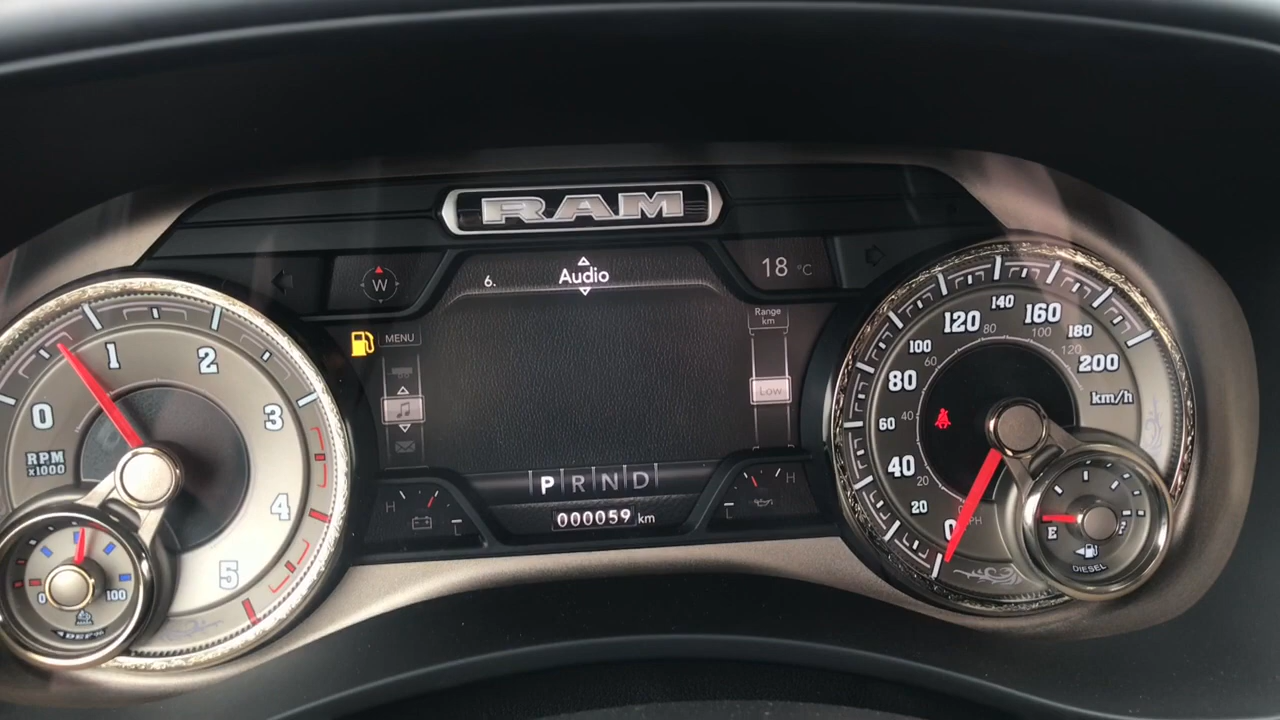 RAM
W
6.
Audio
18 °C
MENU
Range
km
Low
P R N D
000059 km
H
H
0
1
2
3
4
5
RPM
x1000
0
100
DEF
0
20
40
60
80
100
120
140
160
180
200
km/h
20
40
60
80
100
120
E
F
DIESEL